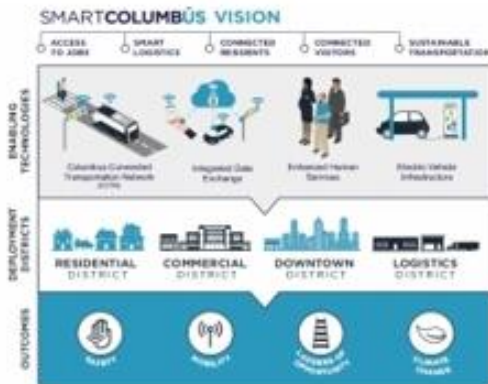 SMARTCOLUMBUS VISION
ACCESS TO JOBS
SMART LOGISTICS
CONNECTED RESIDENTS
CONNECTED VISITORS
SUSTAINABLE TRANSPORTATION
ENABLING TECHNOLOGIES
Columbus Connected Transportation Network
Integrated Data Exchange
Enhanced Human Services
Electric Vehicle Infrastructure
DEPLOYMENT DISTRICTS
RESIDENTIAL DISTRICT
COMMERCIAL DISTRICT
DOWNTOWN DISTRICT
LOGISTICS DISTRICT
OUTCOMES
SAFETY
MOBILITY
LADDERS OF OPPORTUNITY
CLIMATE CHANGE